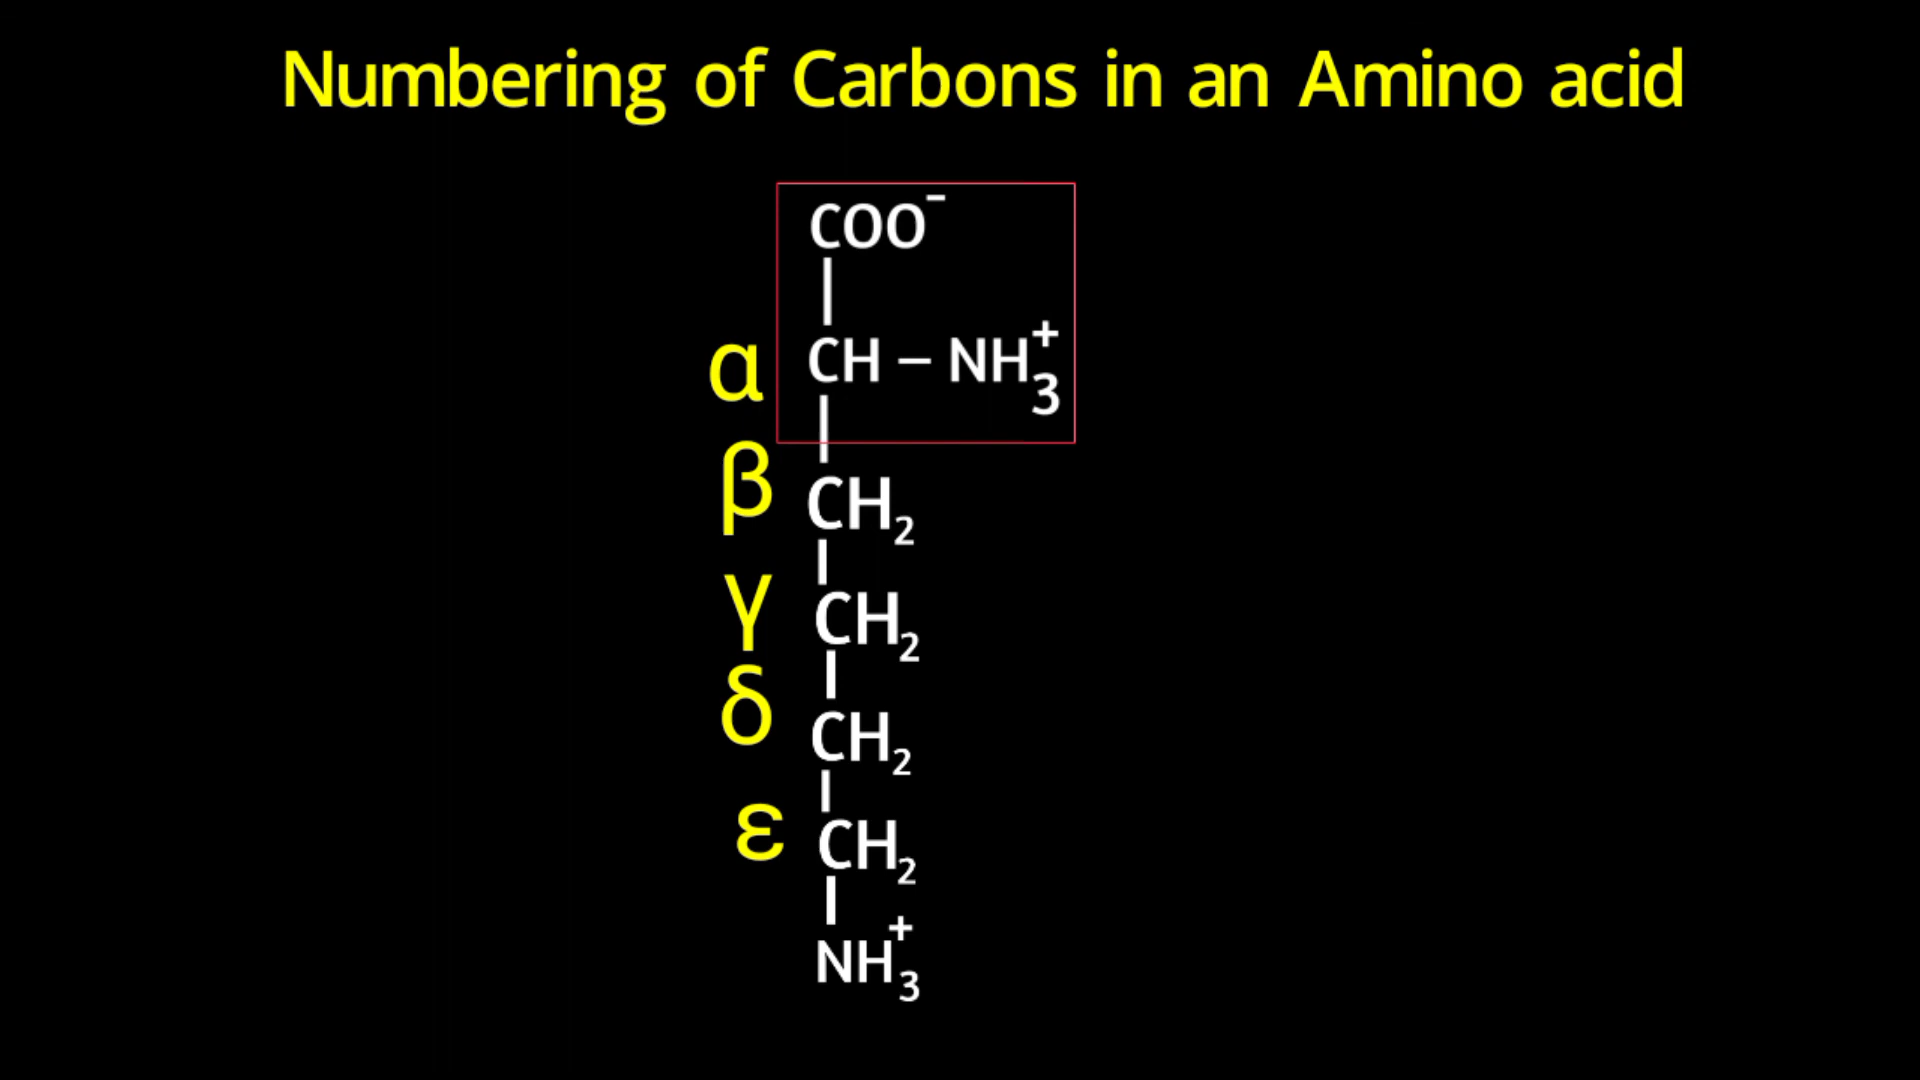 Numbering of Carbons in an Amino acid
COO⁻
α CH – NH₃⁺
β CH₂
γ CH₂
δ CH₂
ε CH₂
NH₃⁺